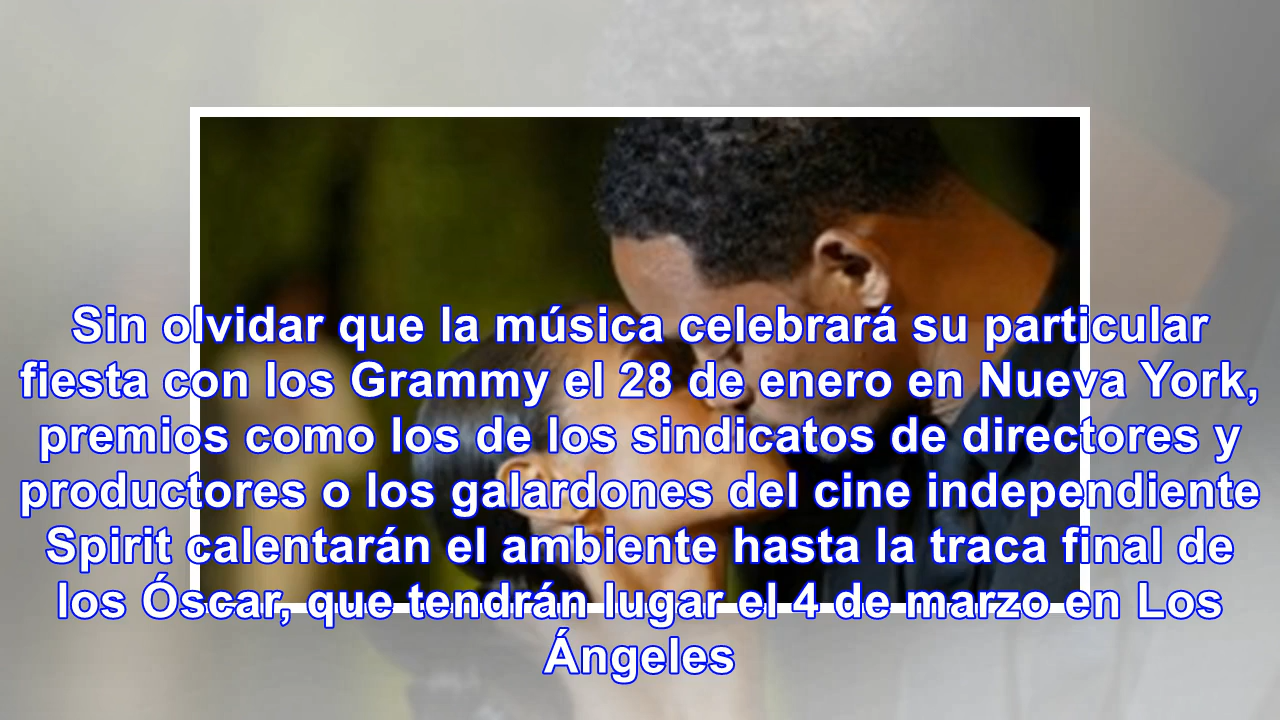 Sin olvidar que la música celebrará su particular
fiesta con los Grammy el 28 de enero en Nueva York,
premios como los de los sindicatos de directores y
productores o los galardones del cine independiente
Spirit calentarán el ambiente hasta la traca final de
los Óscar, que tendrán lugar el 4 de marzo en Los
Ángeles